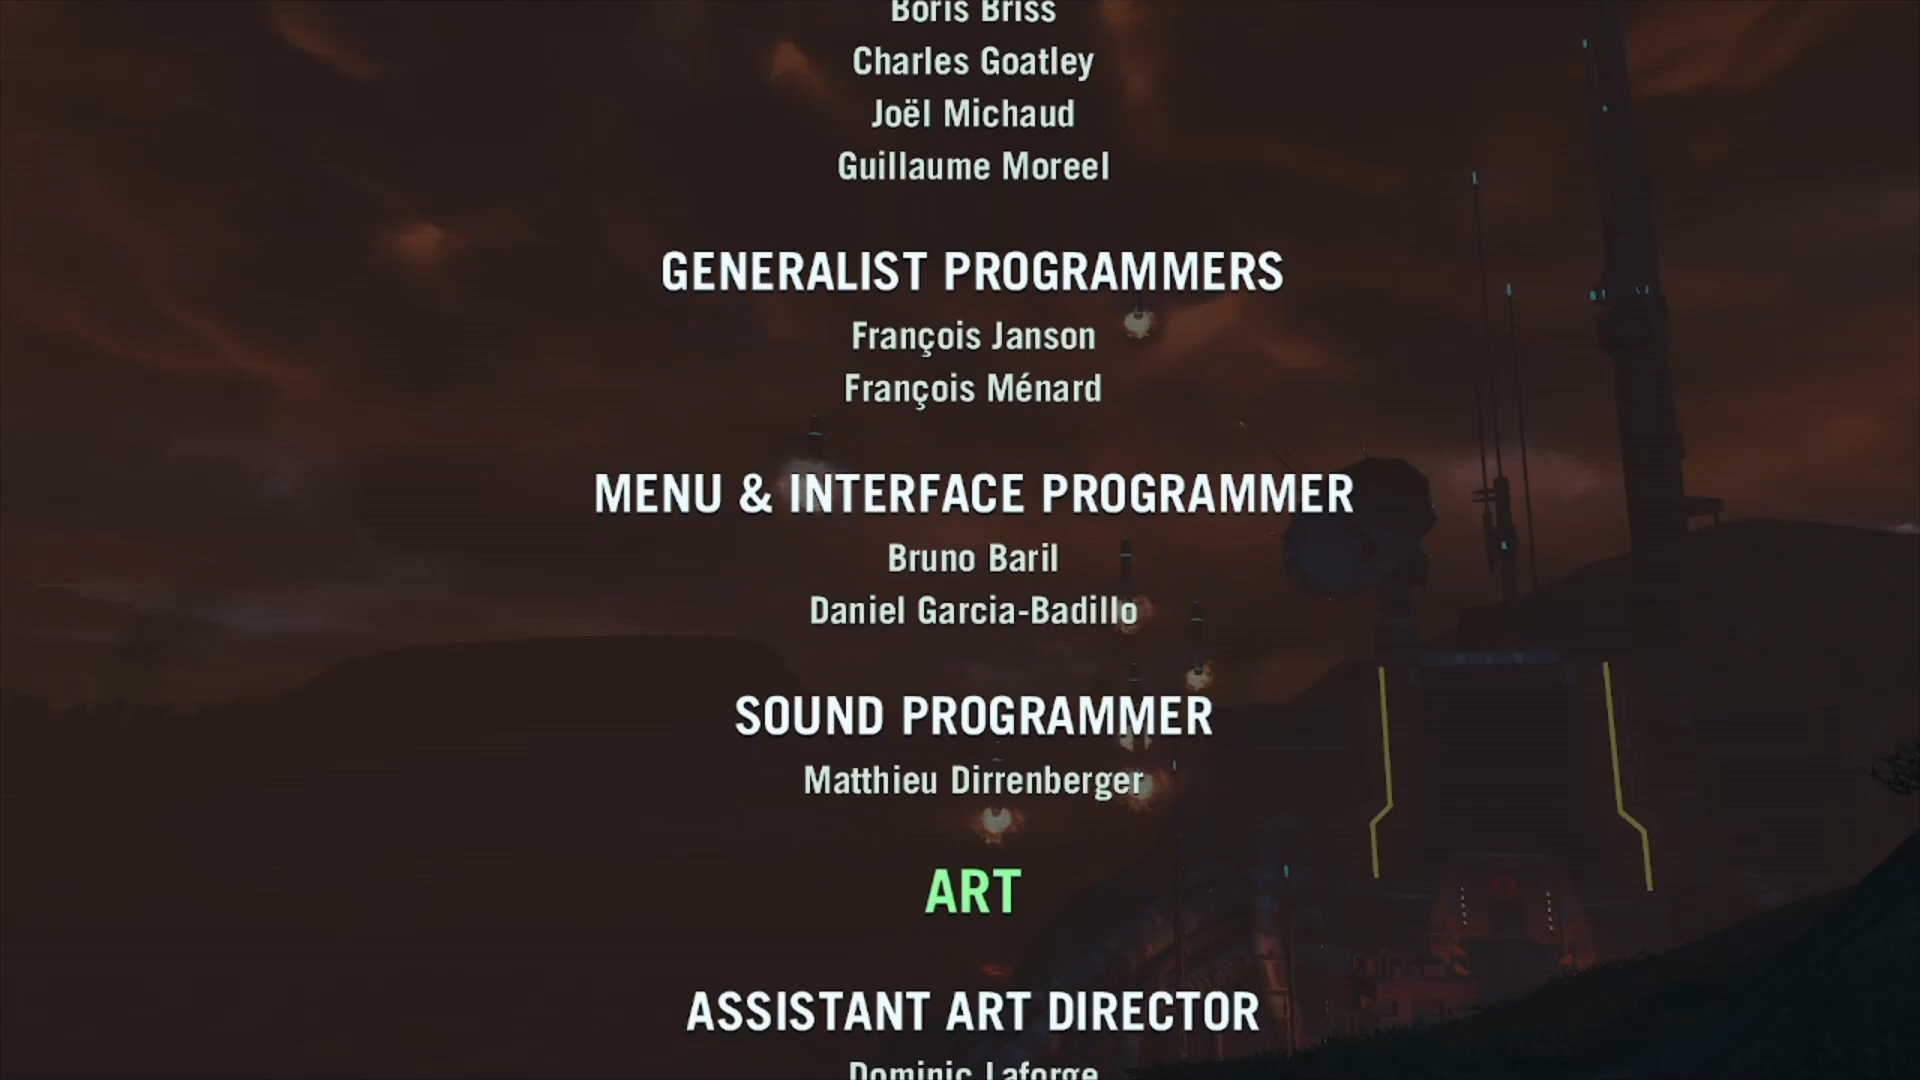 Boris Briss
Charles Goatley
Joël Michaud
Guillaume Moreel
GENERALIST PROGRAMMERS
François Janson
François Ménard
MENU & INTERFACE PROGRAMMER
Bruno Baril
Daniel Garcia-Badillo
SOUND PROGRAMMER
Matthieu Dirrenberger
ART
ASSISTANT ART DIRECTOR
Dominic Laforge